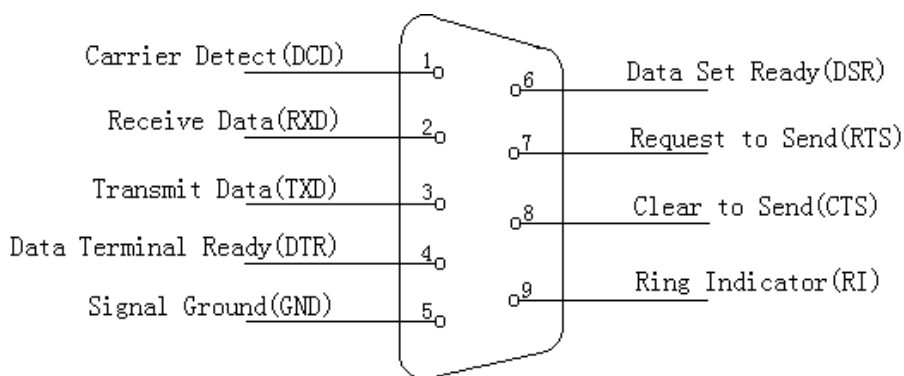 Carrier Detect(DCD)
1
Receive Data(RXD)
2
Transmit Data(TXD)
3
Data Terminal Ready(DTR)
4
Signal Ground(GND)
5
6
Data Set Ready(DSR)
7
Request to Send(RTS)
8
Clear to Send(CTS)
9
Ring Indicator(RI)